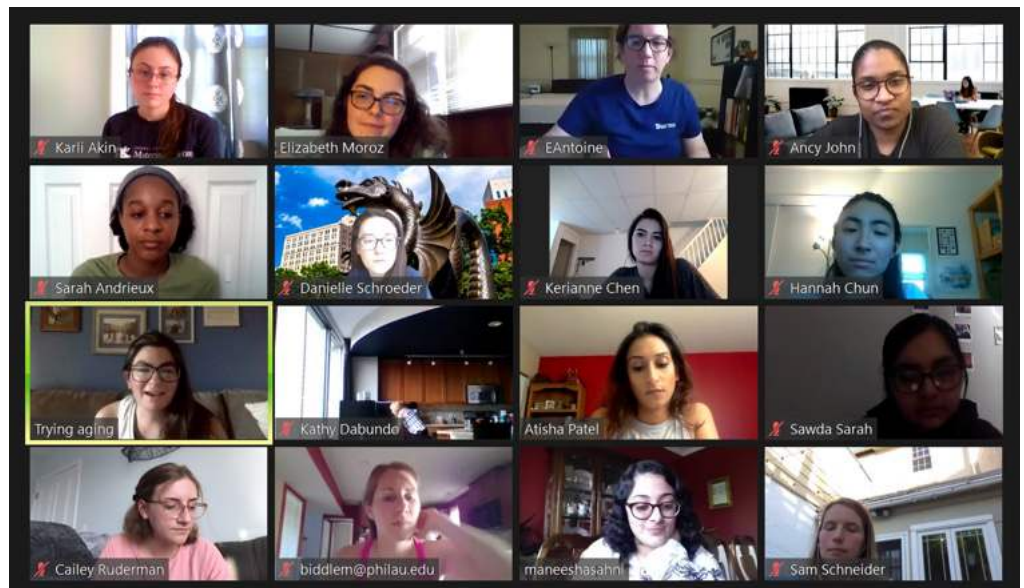 Karli Akin
Elizabeth Moroz
EAntoine
Ancy John
Sarah Andrieux
Danielle Schroeder
Kerianne Chen
Hannah Chun
Trying aging
Kathy Dabundo
Atisha Patel
Sawda Sarah
Cailey Ruderman
biddlem@philau.edu
maneeshasahni
Sam Schneider